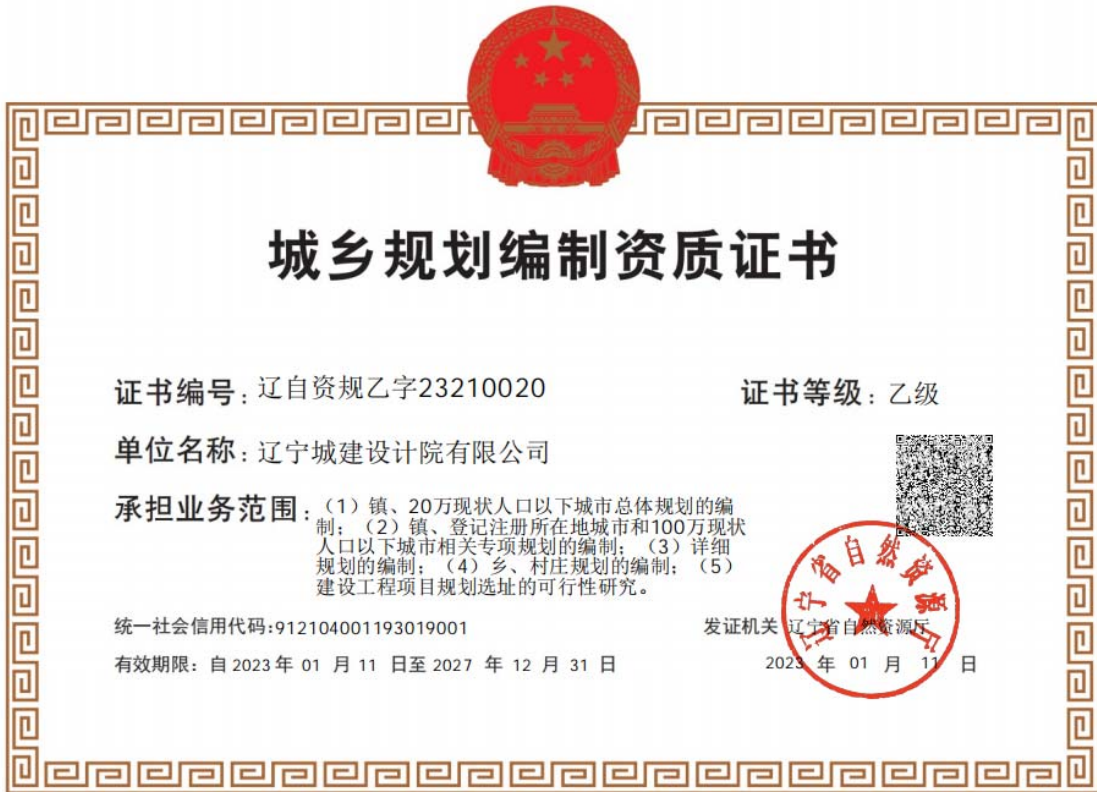 城乡规划编制资质证书
证书编号：辽自资规乙字23210020
证书等级：乙级
单位名称：辽宁城建设计院有限公司
承担业务范围：（1）镇、20万现状人口以下城市总体规划的编
制；（2）镇、登记注册所在地城市和100万现状
人口以下城市相关专项规划的编制；（3）详细
规划的编制；（4）乡、村庄规划的编制；（5）
建设工程项目规划选址的可行性研究。
统一社会信用代码:912104001193019001
发证机关 辽宁省自然资源厅
有效期限：自 2023 年 01 月 11 日至 2027 年 12 月 31 日
2023 年 01 月 11 日
辽宁省自然资源厅